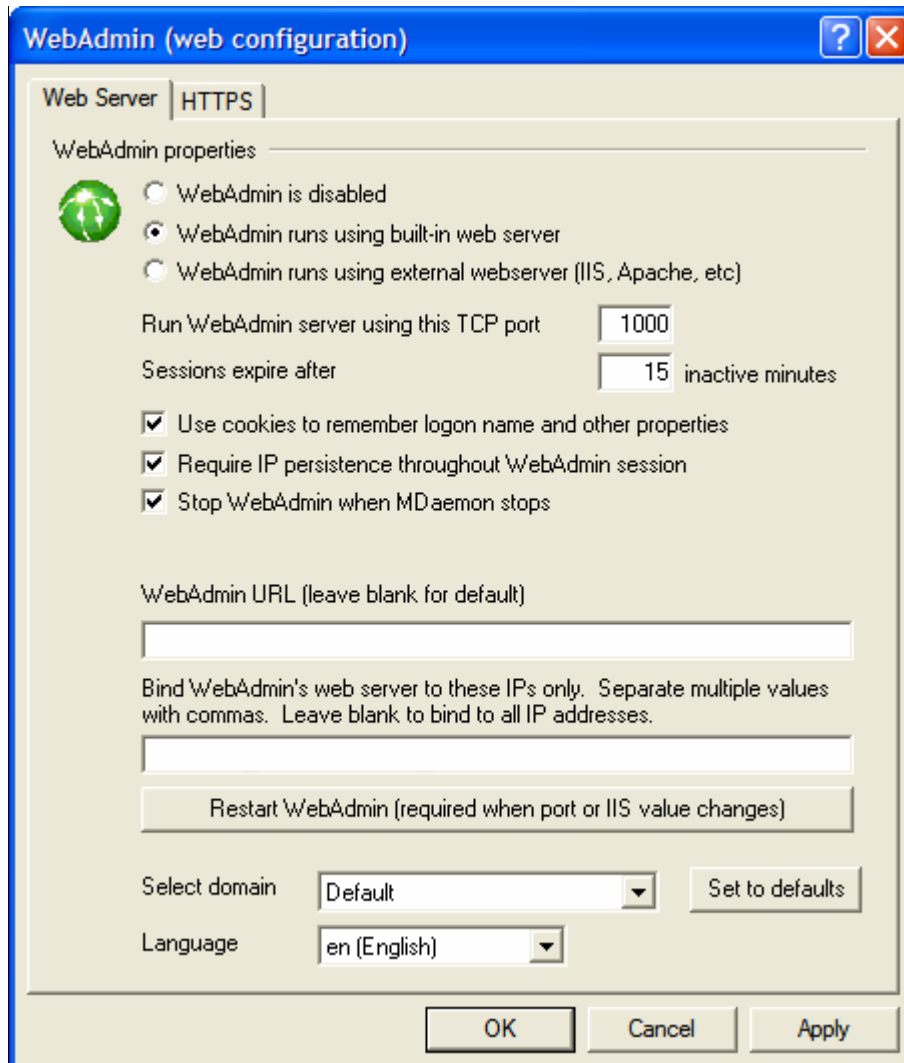 WebAdmin (web configuration)
Web Server HTTPS
WebAdmin properties
WebAdmin is disabled
WebAdmin runs using built-in web server
WebAdmin runs using external webserver (IIS, Apache, etc)
Run WebAdmin server using this TCP port 1000
Sessions expire after 15 inactive minutes
Use cookies to remember logon name and other properties
Require IP persistence throughout WebAdmin session
Stop WebAdmin when MDaemon stops
WebAdmin URL (leave blank for default)
Bind WebAdmin's web server to these IPs only. Separate multiple values
with commas. Leave blank to bind to all IP addresses.
Restart WebAdmin (required when port or IIS value changes)
Select domain Default Set to defaults
Language en (English)
OK Cancel Apply